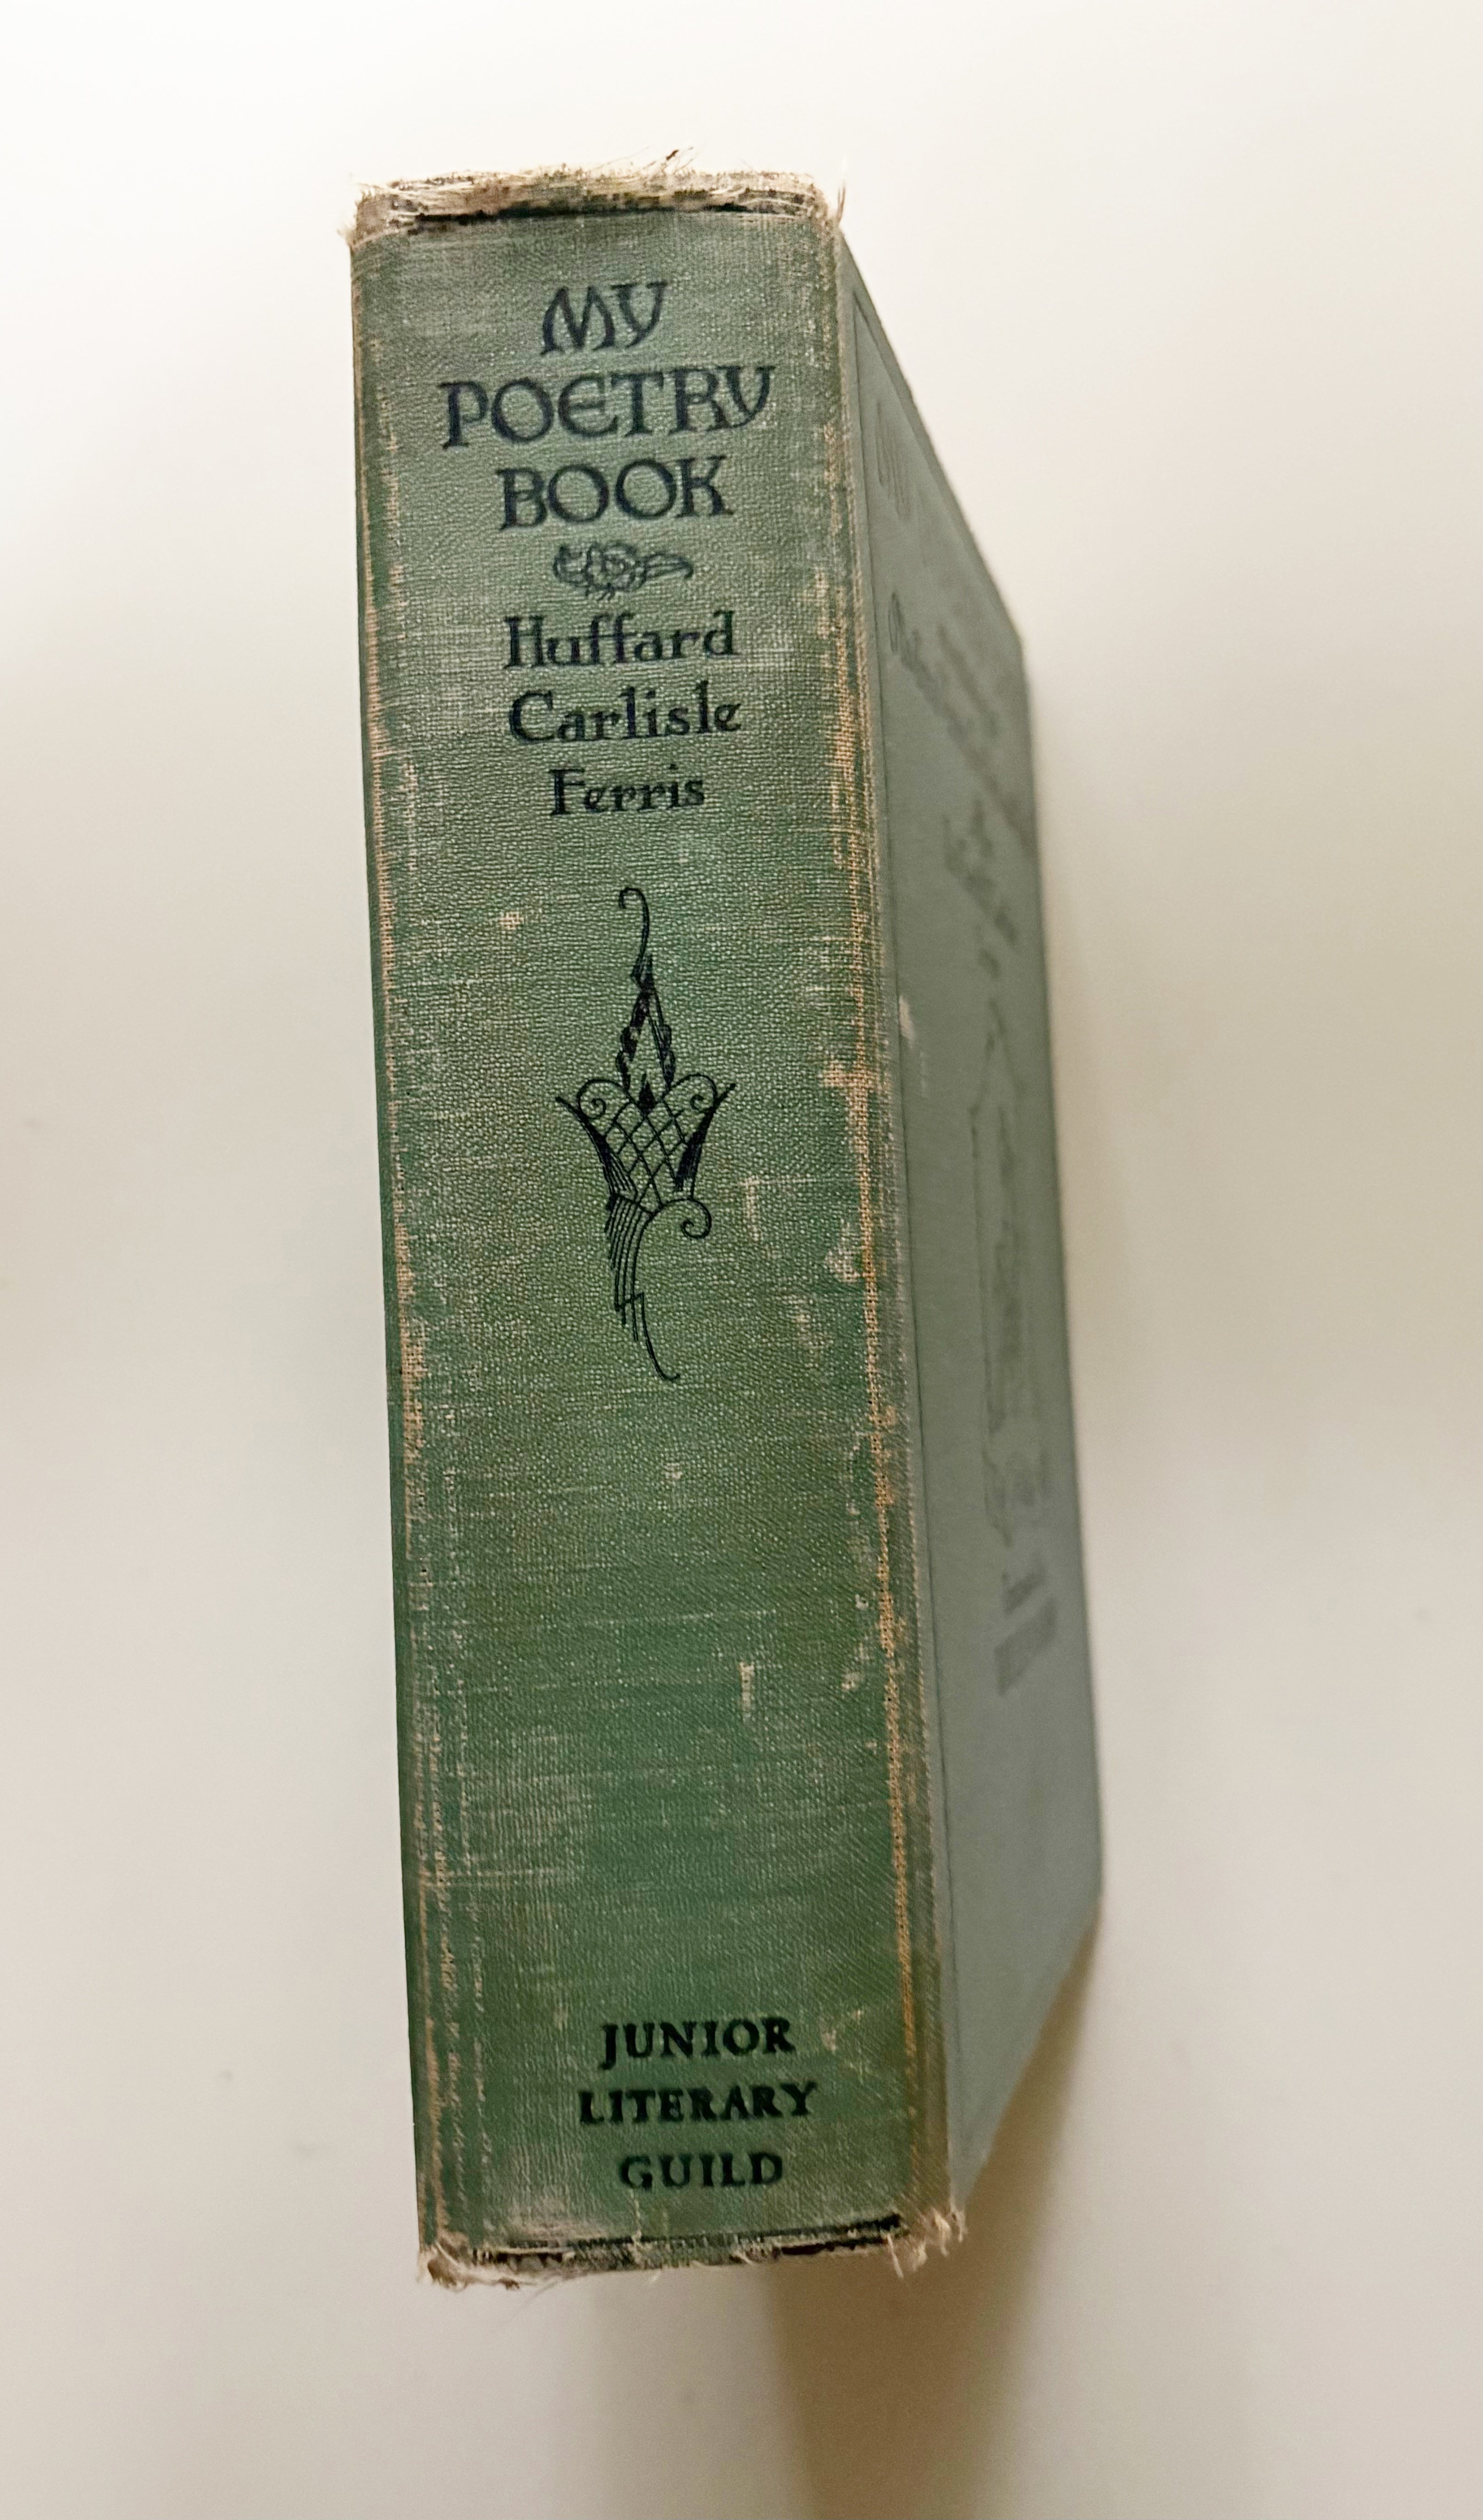 MY
POETRY
BOOK
Huffard
Carlisle
Ferris
JUNIOR
LITERARY
GUILD